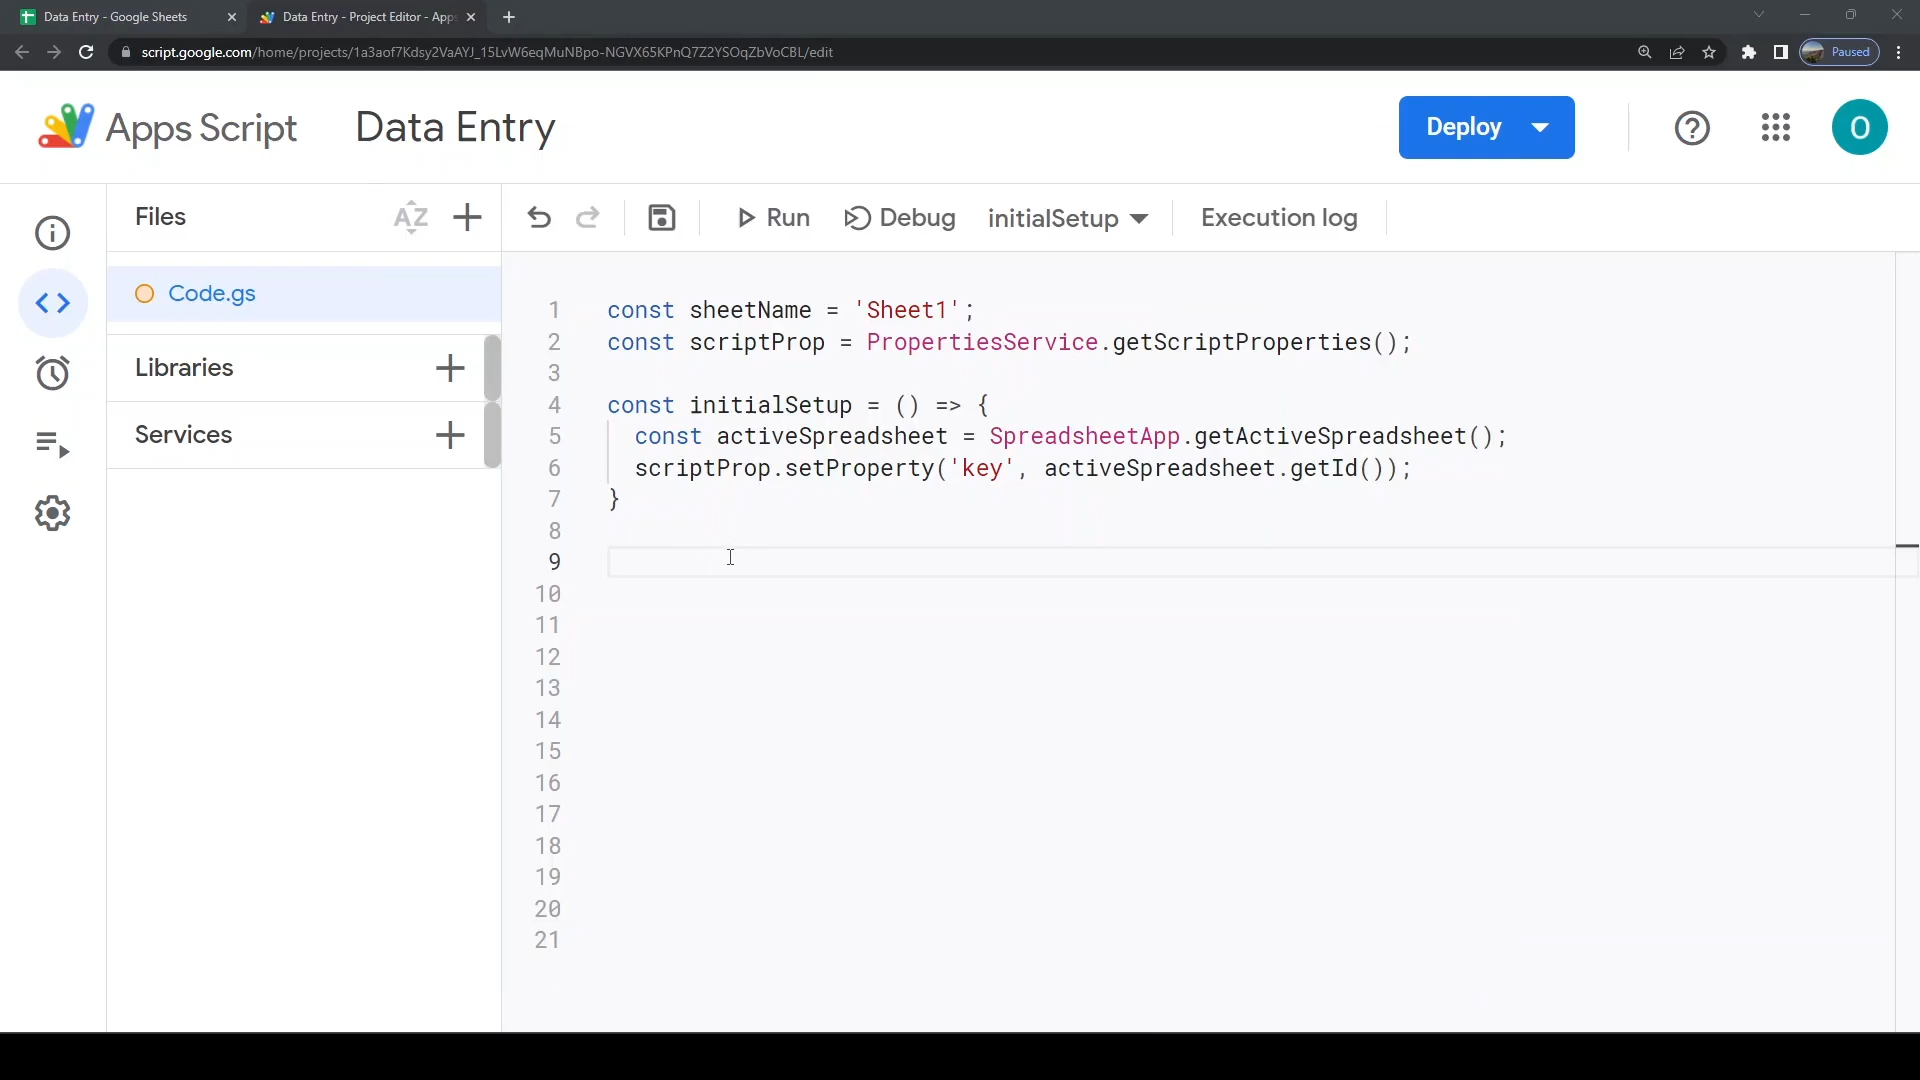 Data Entry - Google Sheets
Data Entry - Project Editor - Apps
script.google.com/home/projects/1a3aof7Kdsy2VaAYJ_15LvW6eqMuNBpo-NGVX65KPnQ7Z2YSOqZbVoCBL/edit
Paused
Apps Script
Data Entry
Deploy
O
Files
AZ
Run
Debug
initialSetup
Execution log
Code.gs
Libraries
Services
1 const sheetName = 'Sheet1';
2 const scriptProp = PropertiesService.getScriptProperties();
3
4 const initialSetup = () => {
5 const activeSpreadsheet = SpreadsheetApp.getActiveSpreadsheet();
6 scriptProp.setProperty('key', activeSpreadsheet.getId());
7 }
8
9
10
11
12
13
14
15
16
17
18
19
20
21